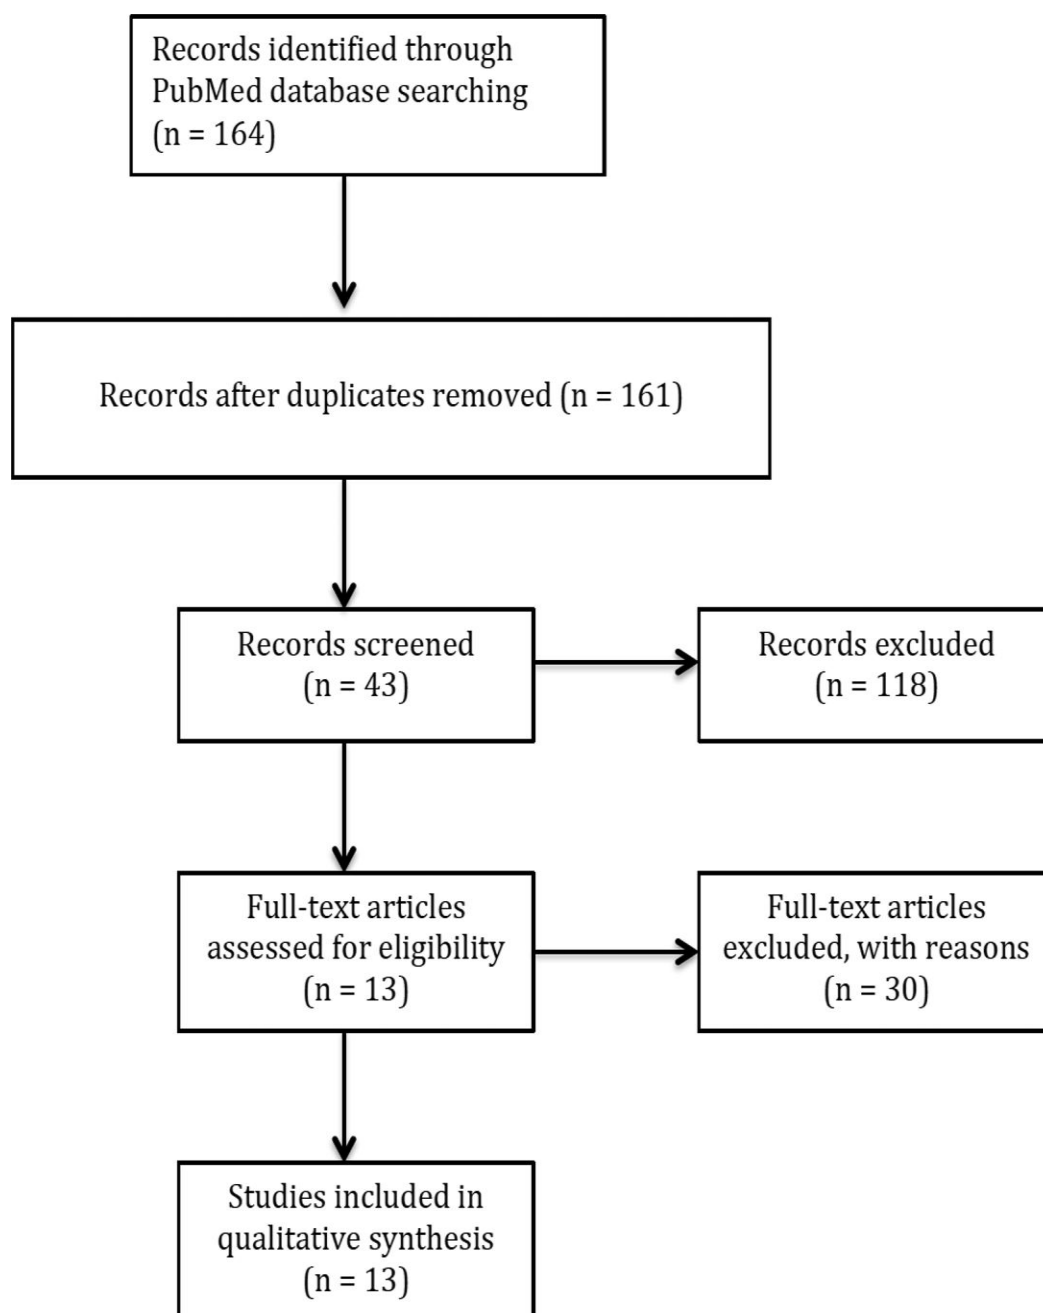 Records identified through
PubMed database searching
(n = 164)
Records after duplicates removed (n = 161)
Records screened
(n = 43)
Records excluded
(n = 118)
Full-text articles
assessed for eligibility
(n = 13)
Full-text articles
excluded, with reasons
(n = 30)
Studies included in
qualitative synthesis
(n = 13)